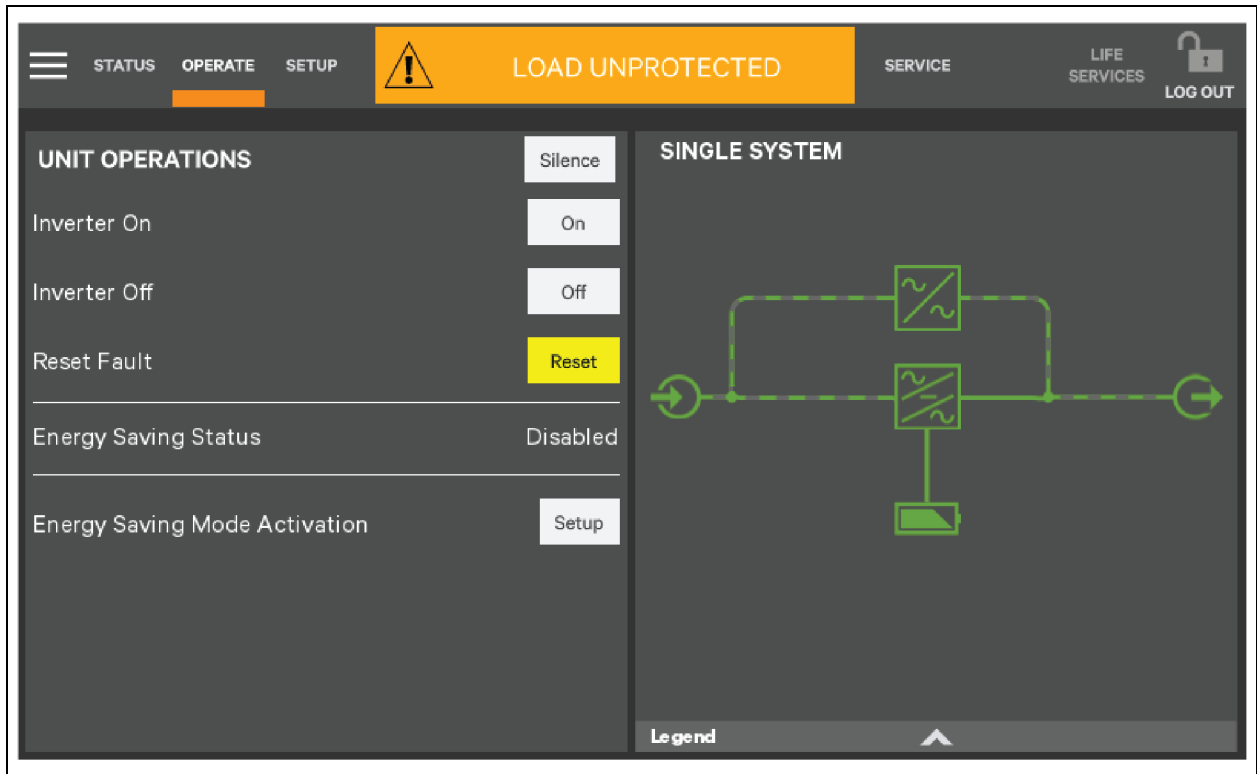 STATUS OPERATE SETUP LOAD UNPROTECTED SERVICE LIFE SERVICES LOG OUT
UNIT OPERATIONS Silence
Inverter On On
Inverter Off Off
Reset Fault Reset
Energy Saving Status Disabled
Energy Saving Mode Activation Setup
SINGLE SYSTEM
Legend